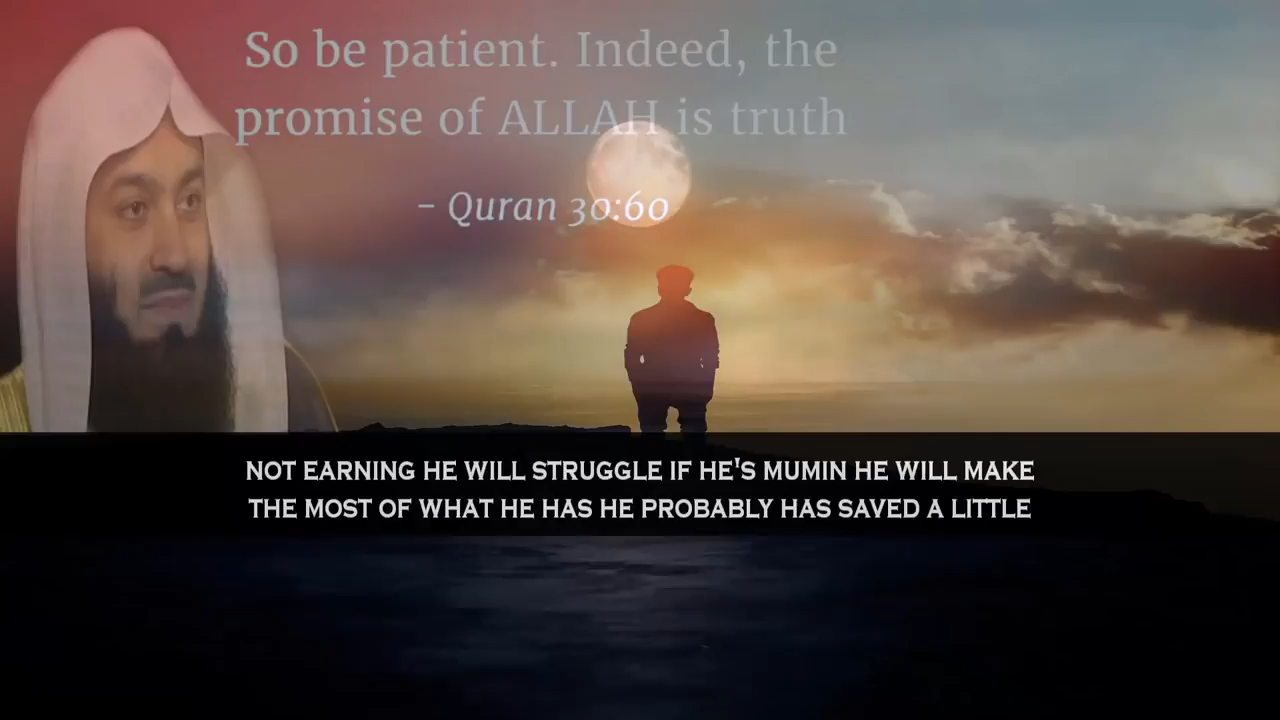 So be patient. Indeed, the
promise of ALLAH is truth
- Quran 30:60
NOT EARNING HE WILL STRUGGLE IF HE'S MUMIN HE WILL MAKE
THE MOST OF WHAT HE HAS HE PROBABLY HAS SAVED A LITTLE